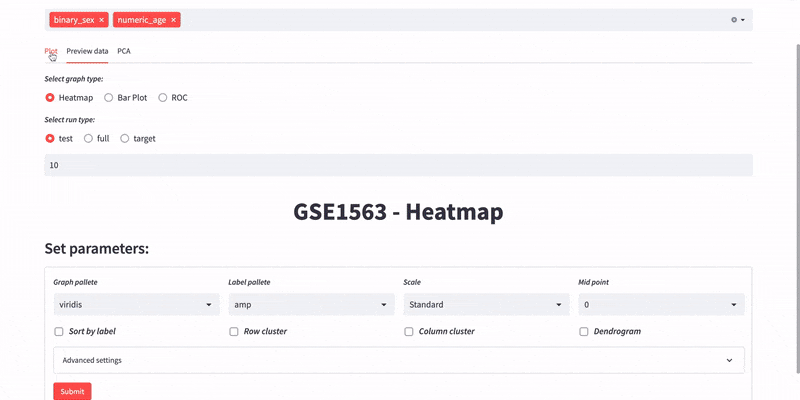 binary_sex × numeric_age ×
Plot Preview data PCA
Select graph type:
Heatmap Bar Plot ROC
Select run type:
test full target
10
GSE1563 - Heatmap
Set parameters:
Graph pallete Label pallete Scale Mid point
viridis amp Standard 0
Sort by label Row cluster Column cluster Dendrogram
Advanced settings
Submit